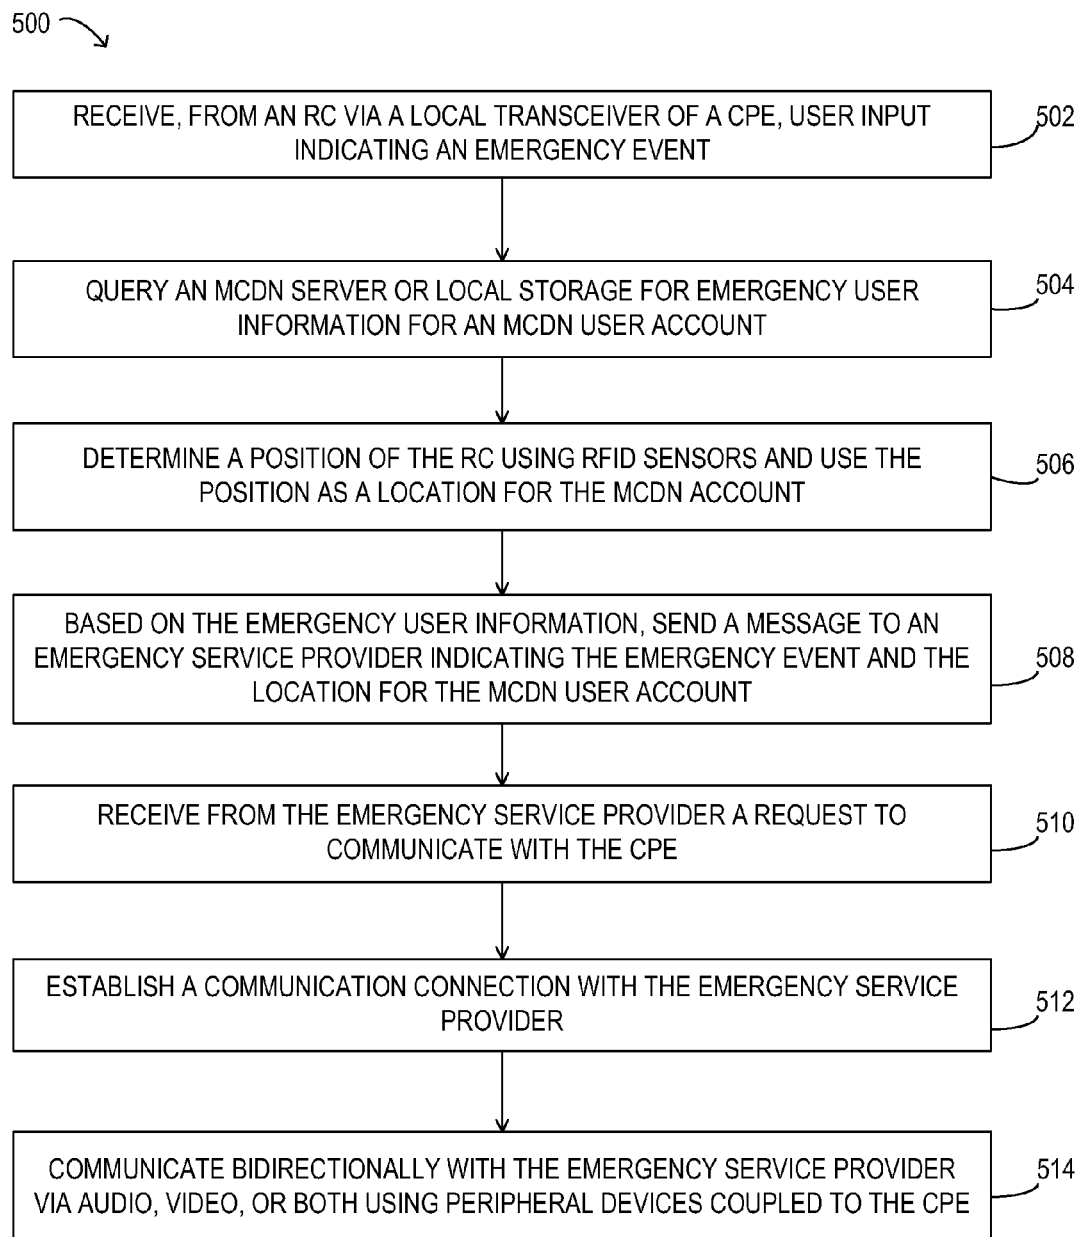 500
RECEIVE, FROM AN RC VIA A LOCAL TRANSCEIVER OF A CPE, USER INPUT
INDICATING AN EMERGENCY EVENT
502
QUERY AN MCDN SERVER OR LOCAL STORAGE FOR EMERGENCY USER
INFORMATION FOR AN MCDN USER ACCOUNT
504
DETERMINE A POSITION OF THE RC USING RFID SENSORS AND USE THE
POSITION AS A LOCATION FOR THE MCDN ACCOUNT
506
BASED ON THE EMERGENCY USER INFORMATION, SEND A MESSAGE TO AN
EMERGENCY SERVICE PROVIDER INDICATING THE EMERGENCY EVENT AND THE
LOCATION FOR THE MCDN USER ACCOUNT
508
RECEIVE FROM THE EMERGENCY SERVICE PROVIDER A REQUEST TO
COMMUNICATE WITH THE CPE
510
ESTABLISH A COMMUNICATION CONNECTION WITH THE EMERGENCY SERVICE
PROVIDER
512
COMMUNICATE BIDIRECTIONALLY WITH THE EMERGENCY SERVICE PROVIDER
VIA AUDIO, VIDEO, OR BOTH USING PERIPHERAL DEVICES COUPLED TO THE CPE
514